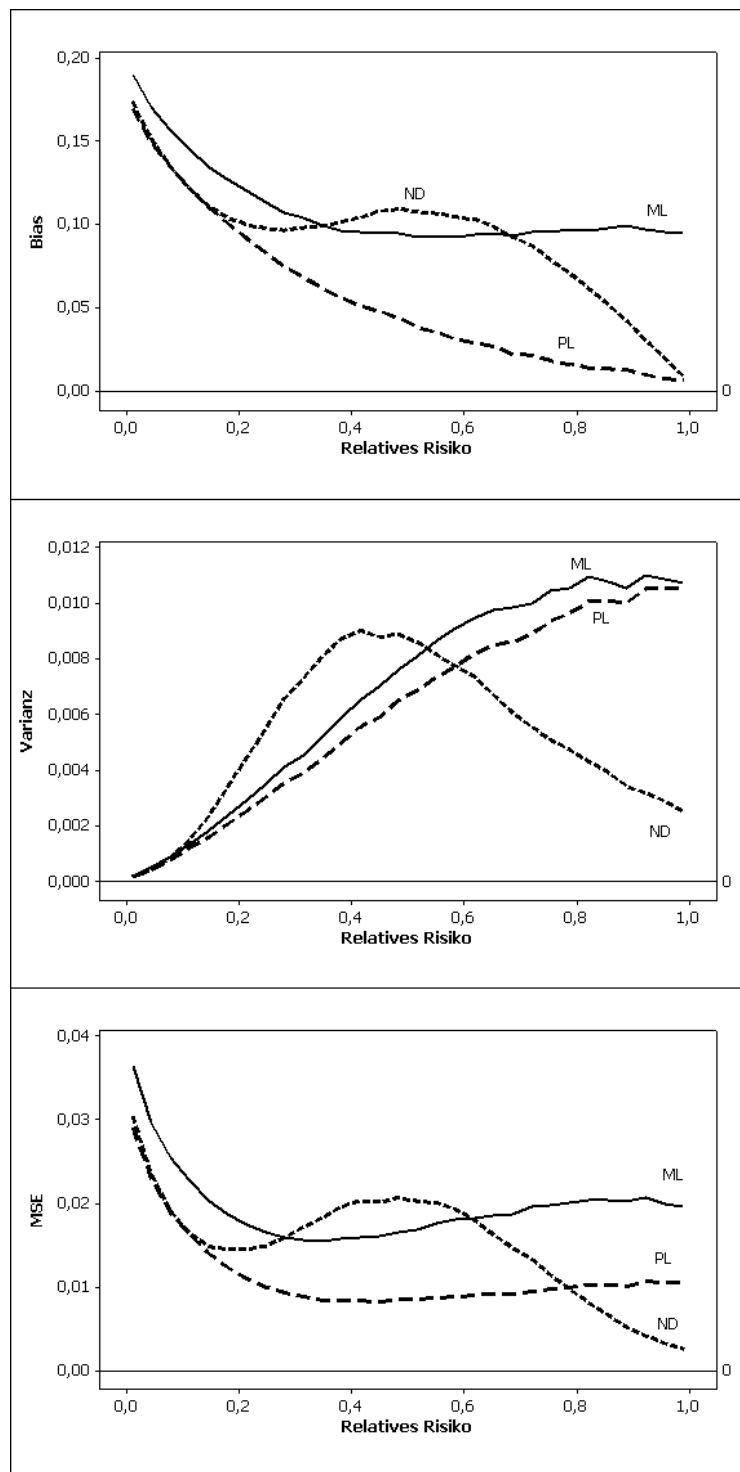 0,20
0,15
0,10
0,05
0,00
Bias
ND
ML
PL
0
0,0 0,2 0,4 0,6 0,8 1,0
Relatives Risiko
0,012
0,010
0,008
0,006
0,004
0,002
0,000
Varianz
ML
PL
ND
0
0,0 0,2 0,4 0,6 0,8 1,0
Relatives Risiko
0,04
0,03
0,02
0,01
0,00
MSE
ML
PL
ND
0
0,0 0,2 0,4 0,6 0,8 1,0
Relatives Risiko